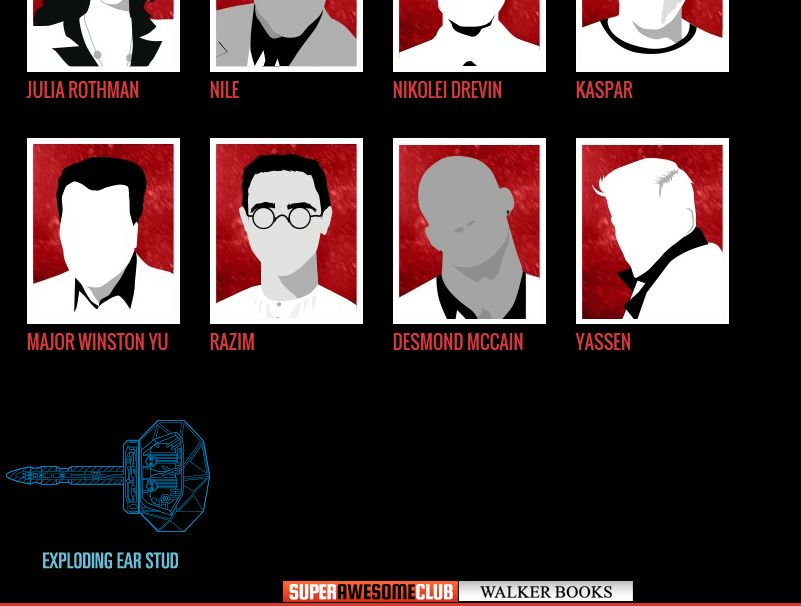 JULIA ROTHMAN
NILE
NIKOLEI DREVIN
KASPAR
MAJOR WINSTON YU
RAZIM
DESMOND MCCAIN
YASSEN
EXPLODING EAR STUD
SUPERAWESOMECLUB
WALKER BOOKS